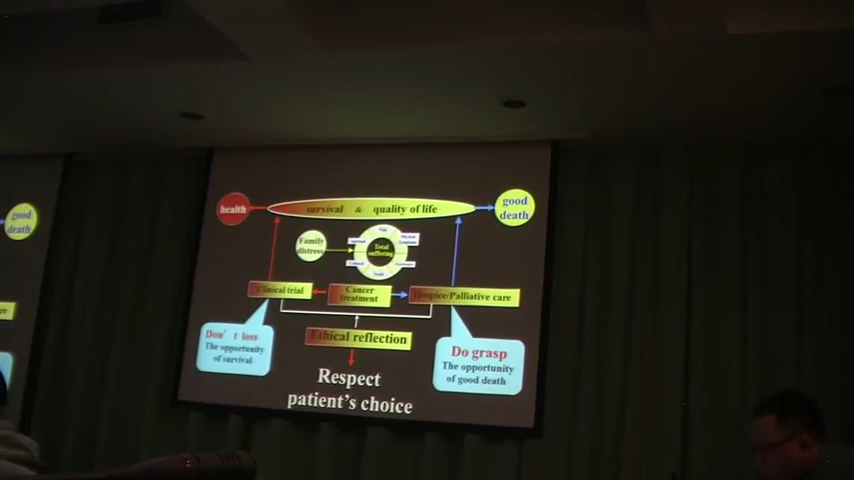 good
death
health
survival & quality of life
good
death
Family
distress
Total
suffering
Clinical trial
Cancer
treatment
Hospice/Palliative care
Ethical reflection
Don't loss
The opportunity
of survival
Do grasp
The opportunity
of good death
Respect
patient's choice